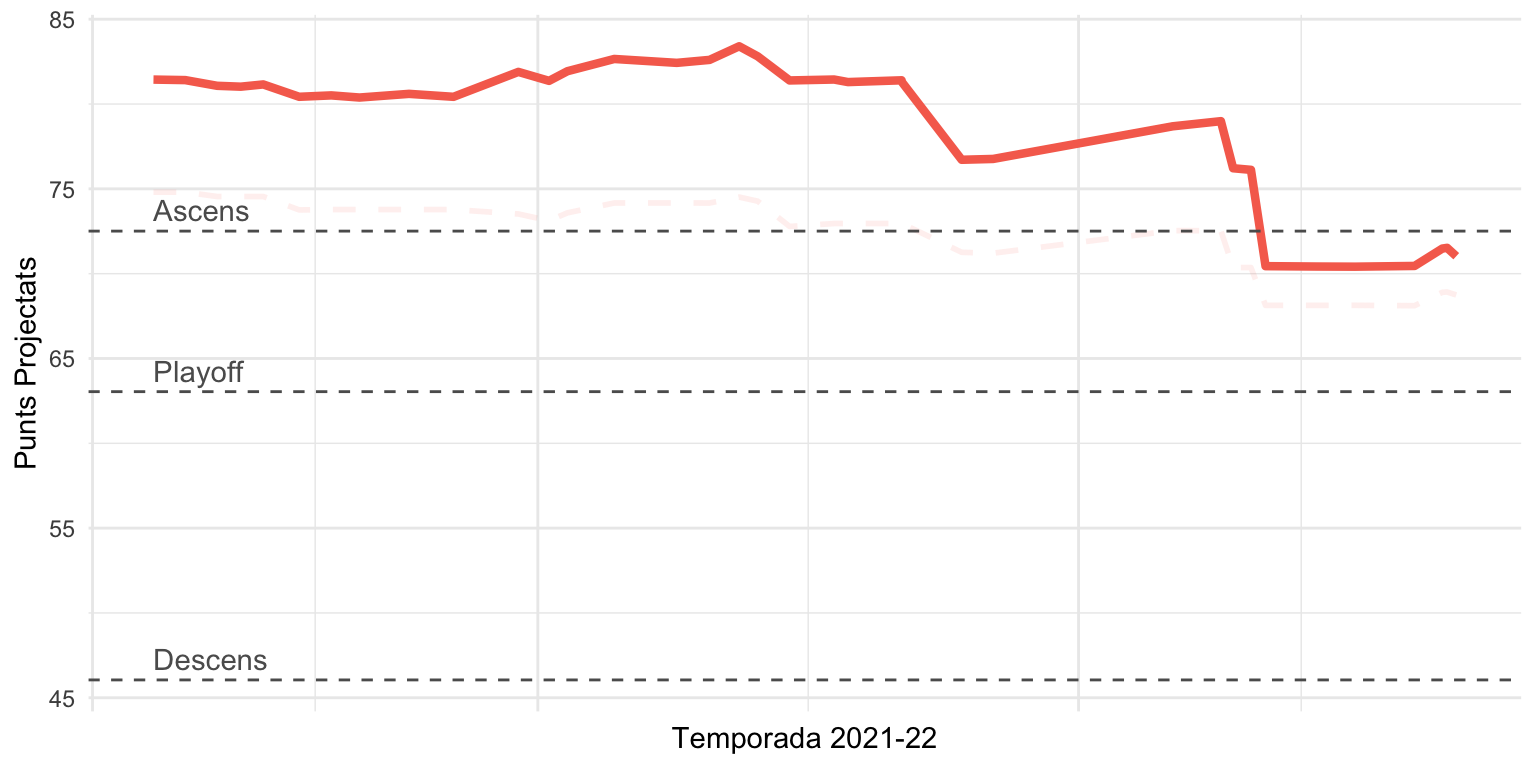 85
75
Ascens
Punts Projectats
65
Playoff
55
Descens
45
Temporada 2021-22